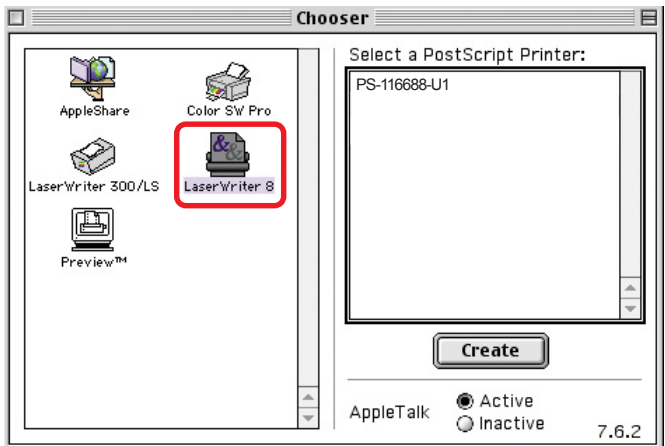 Chooser
AppleShare
Color SW Pro
LaserWriter 300/LS
LaserWriter 8
Preview™
Select a PostScript Printer:
PS-116688-U1
Create
AppleTalk
Active
Inactive
7.6.2